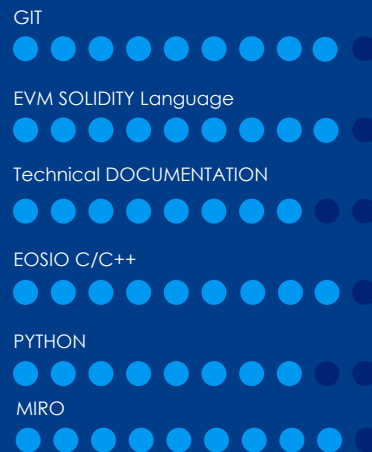 GIT
EVM SOLIDITY Language
Technical DOCUMENTATION
EOSIO C/C++
PYTHON
MIRO